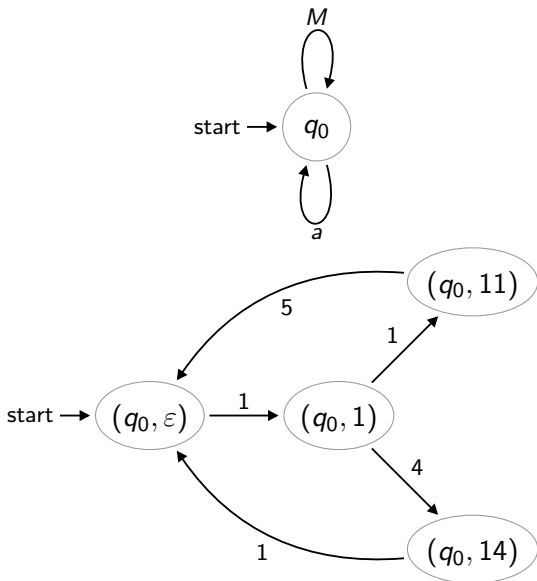 M
start q₀
a
(q₀, 11)
5
1
start (q₀, ε) 1 (q₀, 1)
4
1
(q₀, 14)